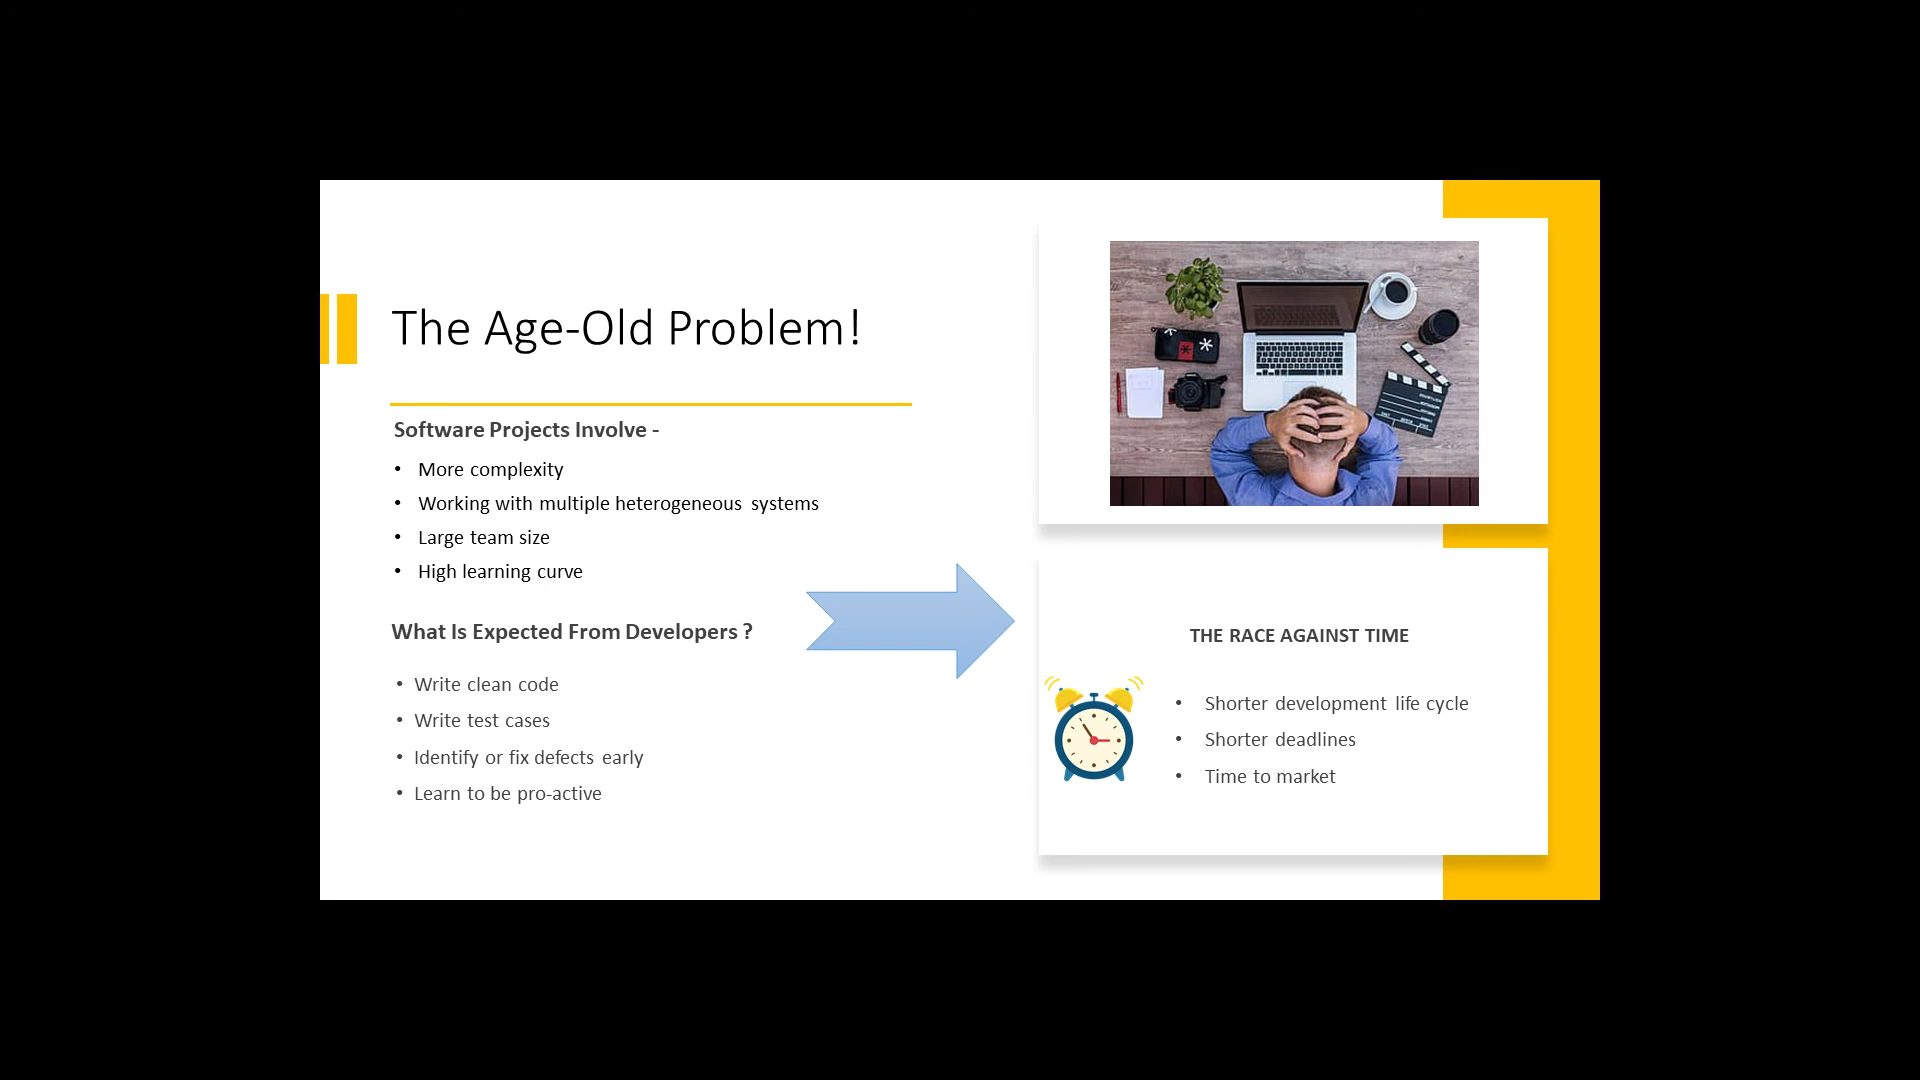 The Age-Old Problem!
Software Projects Involve -
• More complexity
• Working with multiple heterogeneous systems
• Large team size
• High learning curve
What Is Expected From Developers ?
• Write clean code
• Write test cases
• Identify or fix defects early
• Learn to be pro-active
THE RACE AGAINST TIME
• Shorter development life cycle
• Shorter deadlines
• Time to market